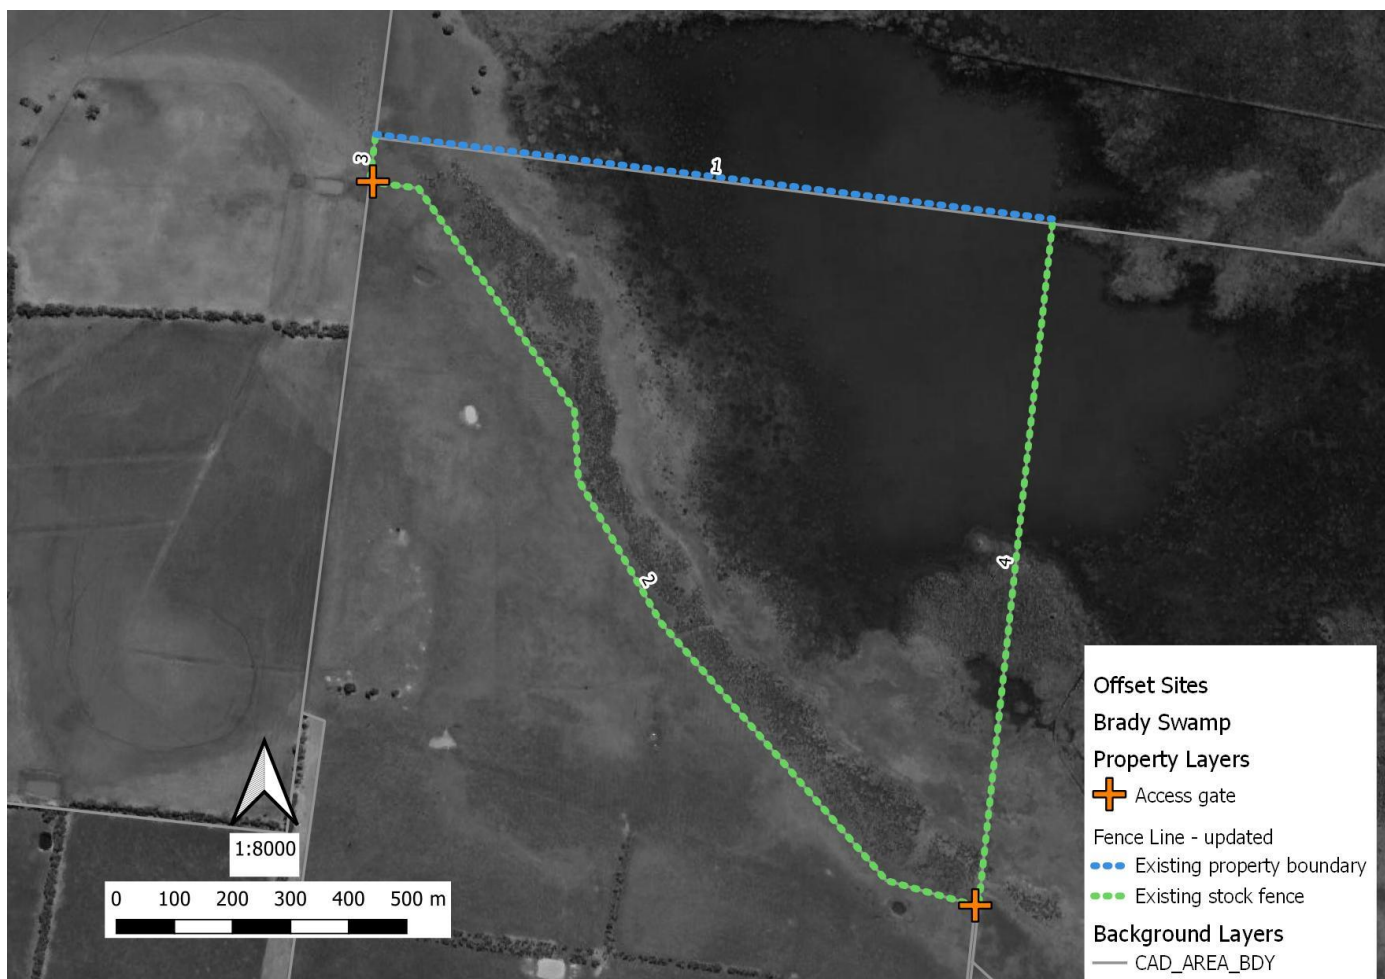 3
1
2
4
1:8000
0 100 200 300 400 500 m
Offset Sites
Brady Swamp
Property Layers
Access gate
Fence Line - updated
Existing property boundary
Existing stock fence
Background Layers
CAD_AREA_BDY